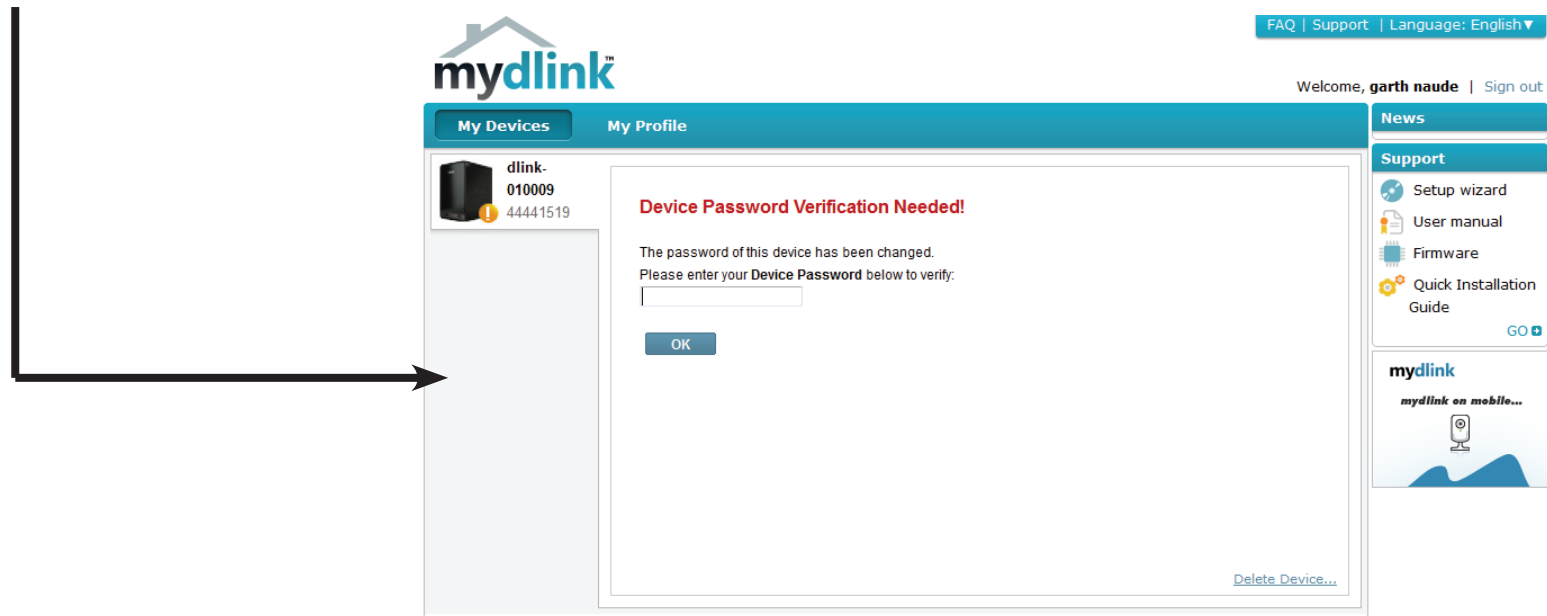 FAQ | Support | Language: English▼
mydlink™
Welcome, garth naude | Sign out
My Devices My Profile
dlink-
010009
44441519
Device Password Verification Needed!
The password of this device has been changed.
Please enter your Device Password below to verify:
OK
Delete Device...
News
Support
Setup wizard
User manual
Firmware
Quick Installation
Guide
GO
mydlink
mydlink on mobile...